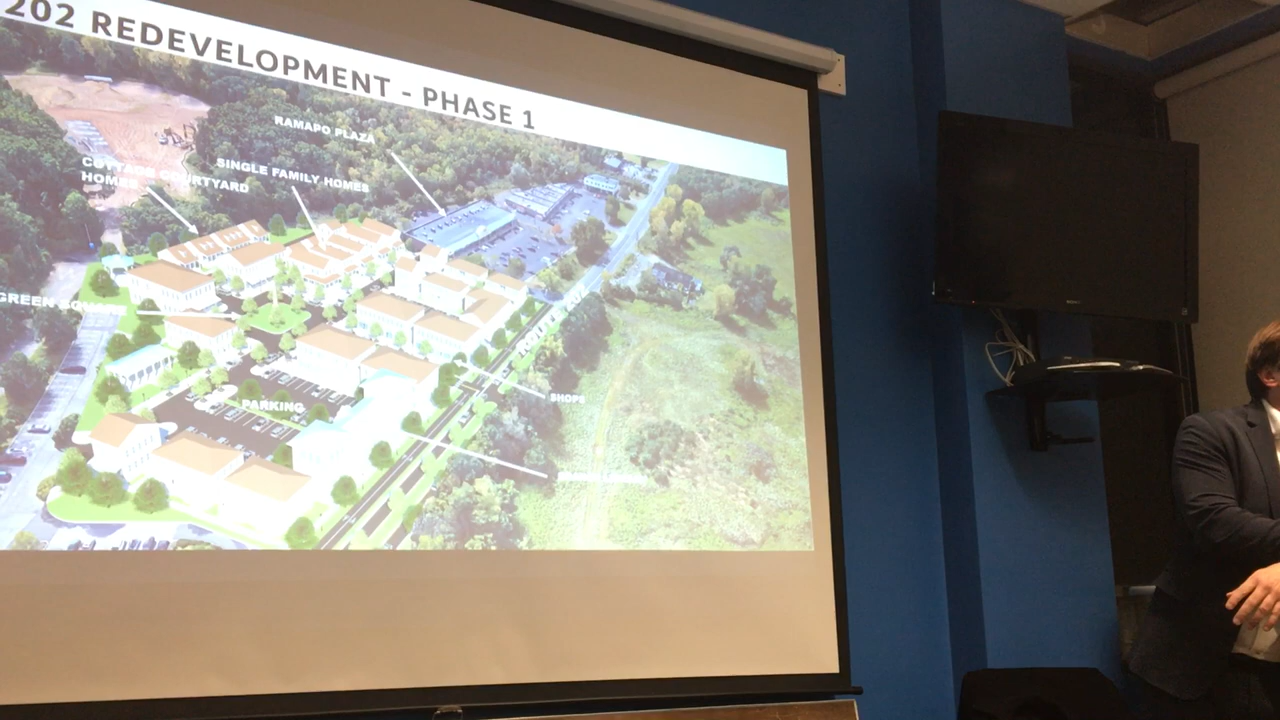 202 REDEVELOPMENT - PHASE 1
RAMAPO PLAZA
COTTAGE COURTYARD
HOMES
SINGLE FAMILY HOMES
GREEN SQUARE
PARKING
SHOPS